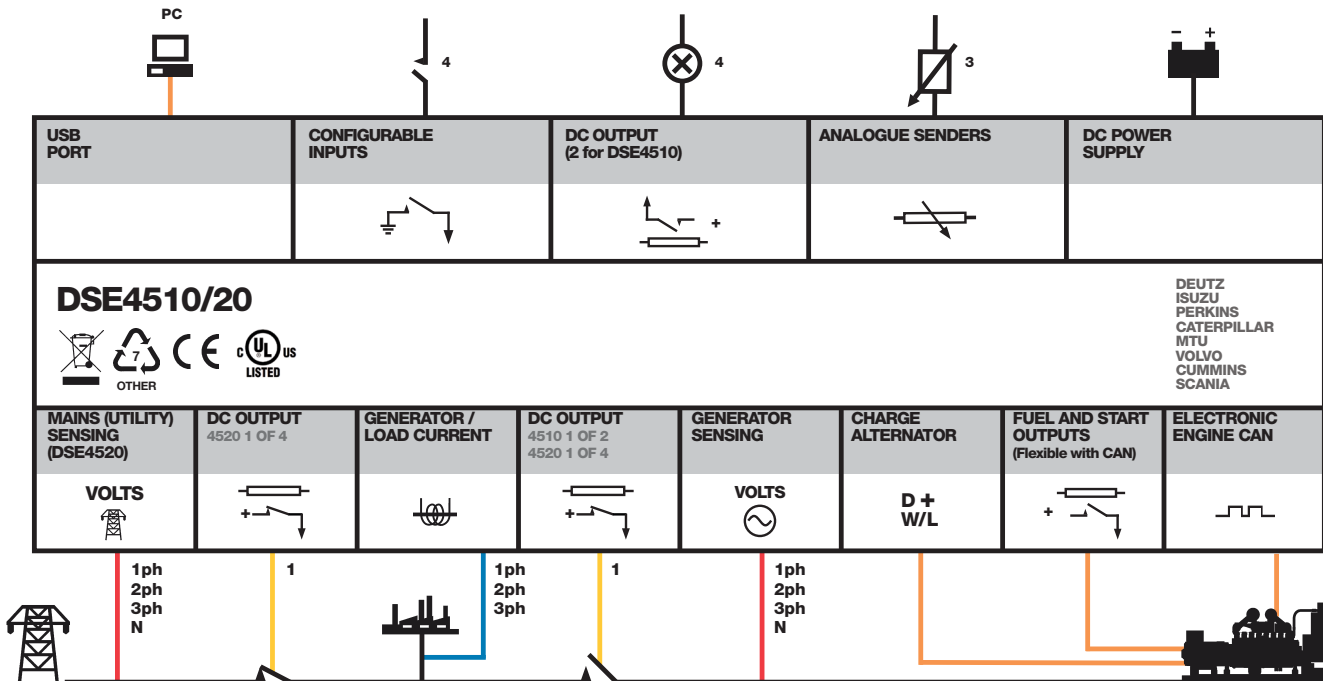 PC
4
4
3
- +
USB
PORT
CONFIGURABLE
INPUTS
DC OUTPUT
(2 for DSE4510)
ANALOGUE SENDERS
DC POWER
SUPPLY
+
DSE4510/20
7
OTHER
CE
C UL US
LISTED
DEUTZ
ISUZU
PERKINS
CATERPILLAR
MTU
VOLVO
CUMMINS
SCANIA
MAINS (UTILITY)
SENSING
(DSE4520)
VOLTS
DC OUTPUT
4520 1 OF 4
+
GENERATOR /
LOAD CURRENT
DC OUTPUT
4510 1 OF 2
4520 1 OF 4
+
GENERATOR
SENSING
VOLTS
CHARGE
ALTERNATOR
D +
W/L
FUEL AND START
OUTPUTS
(Flexible with CAN)
+
ELECTRONIC
ENGINE CAN
1ph
2ph
3ph
N
1
1ph
2ph
3ph
1
1ph
2ph
3ph
N